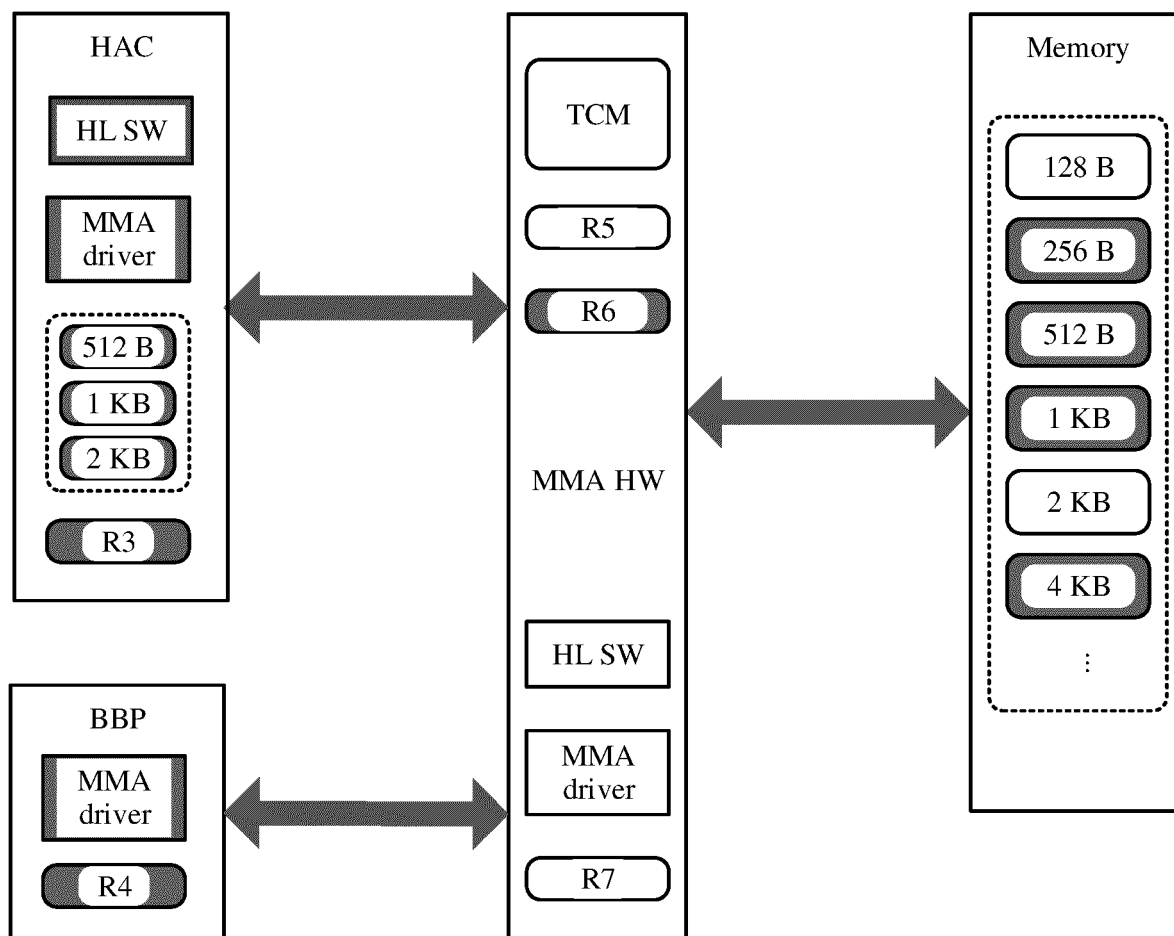 HAC
HL SW
MMA
driver
512 B
1 KB
2 KB
R3
BBP
MMA
driver
R4
TCM
R5
R6
MMA HW
HL SW
MMA
driver
R7
Memory
128 B
256 B
512 B
1 KB
2 KB
4 KB
⋮